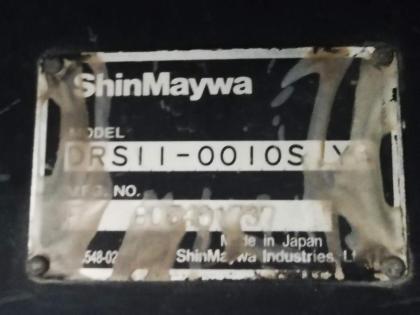 ShinMaywa
MODEL
DRS11-0010S
MFG. NO.
Made in Japan
ShinMaywa Industries, Lt